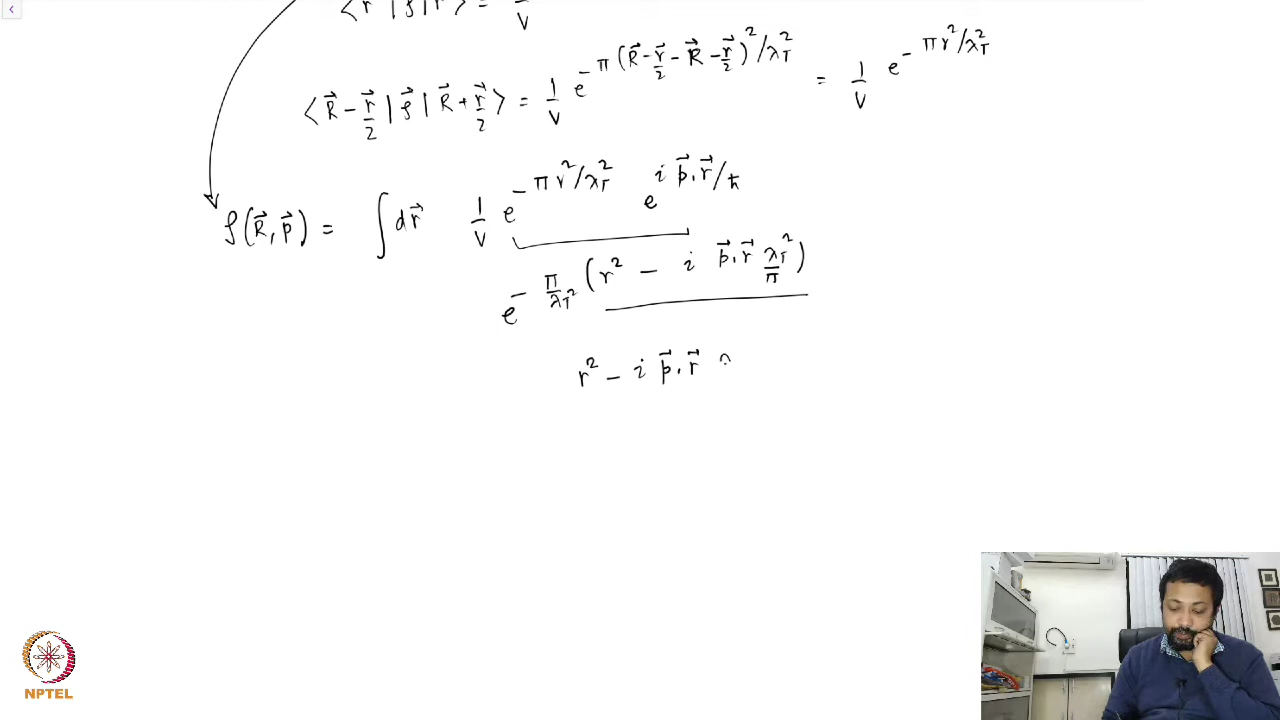 ⟨r⃗ |ρ|r⃗ ⟩ = 1/V
⟨R⃗ − r⃗/2 |ρ⃗| R⃗ + r⃗/2⟩ = 1/V e^{−π(R⃗ − r⃗/2 − R⃗ − r⃗/2)²/λ_T²} = 1/V e^{−πr²/λ_T²}
ρ(R⃗, p⃗) = ∫ dr⃗ 1/V e^{−πr²/λ_T²} e^{i p⃗.r⃗/ħ}
e^{−π/λ_T² (r² − i p⃗.r⃗ λ_T²/π)}
r² − i p⃗.r⃗
NPTEL